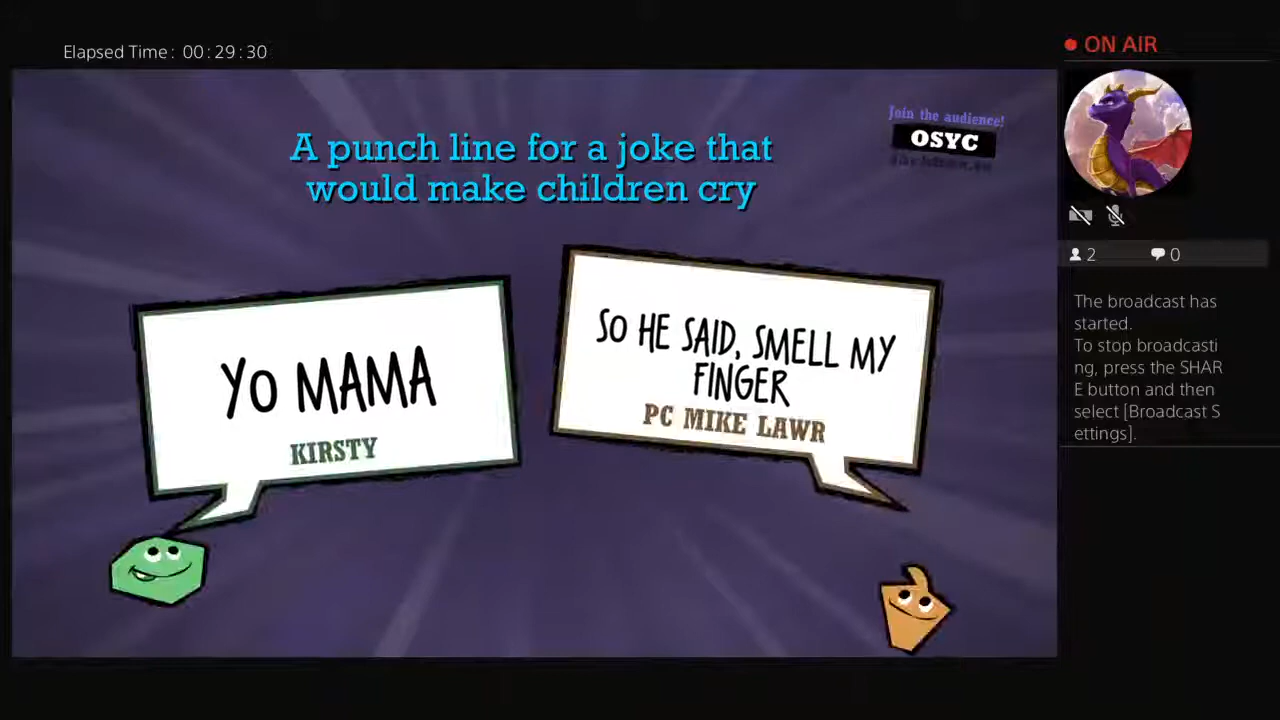 Elapsed Time: 00:29:30
ON AIR
Join the audience!
OSYC
A punch line for a joke that
would make children cry
YO MAMA
KIRSTY
SO HE SAID, SMELL MY
FINGER
PC MIKE LAWR
2 0
The broadcast has
started.
To stop broadcasti
ng, press the SHAR
E button and then
select [Broadcast S
ettings].